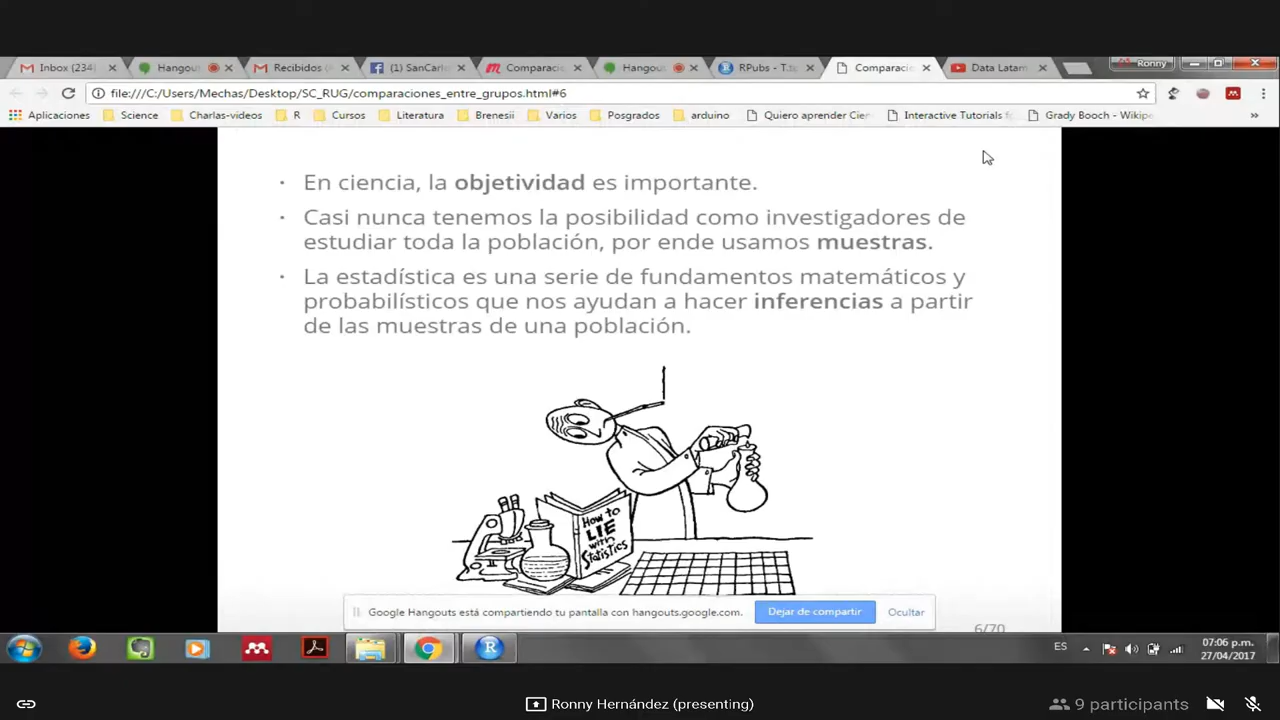 Inbox (234)
Hangou
Recibidos (
(1) SanCarl
Comparaci
Hangou
RPubs - T.ti
Comparaci
Data Latam
Ronny
file:///C:/Users/Mechas/Desktop/SC_RUG/comparaciones_entre_grupos.html#6
Aplicaciones
Science
Charlas-videos
R
Cursos
Literatura
Brenesii
Varios
Posgrados
arduino
Quiero aprender Cien
Interactive Tutorials f
Grady Booch - Wikipe
»
· En ciencia, la objetividad es importante.
· Casi nunca tenemos la posibilidad como investigadores de
estudiar toda la población, por ende usamos muestras.
· La estadística es una serie de fundamentos matemáticos y
probabilísticos que nos ayudan a hacer inferencias a partir
de las muestras de una población.
How to
LIE
with
Statistics
Google Hangouts está compartiendo tu pantalla con hangouts.google.com.
Dejar de compartir
Ocultar
6/70
ES
07:06 p.m.
27/04/2017
Ronny Hernández (presenting)
9 participants